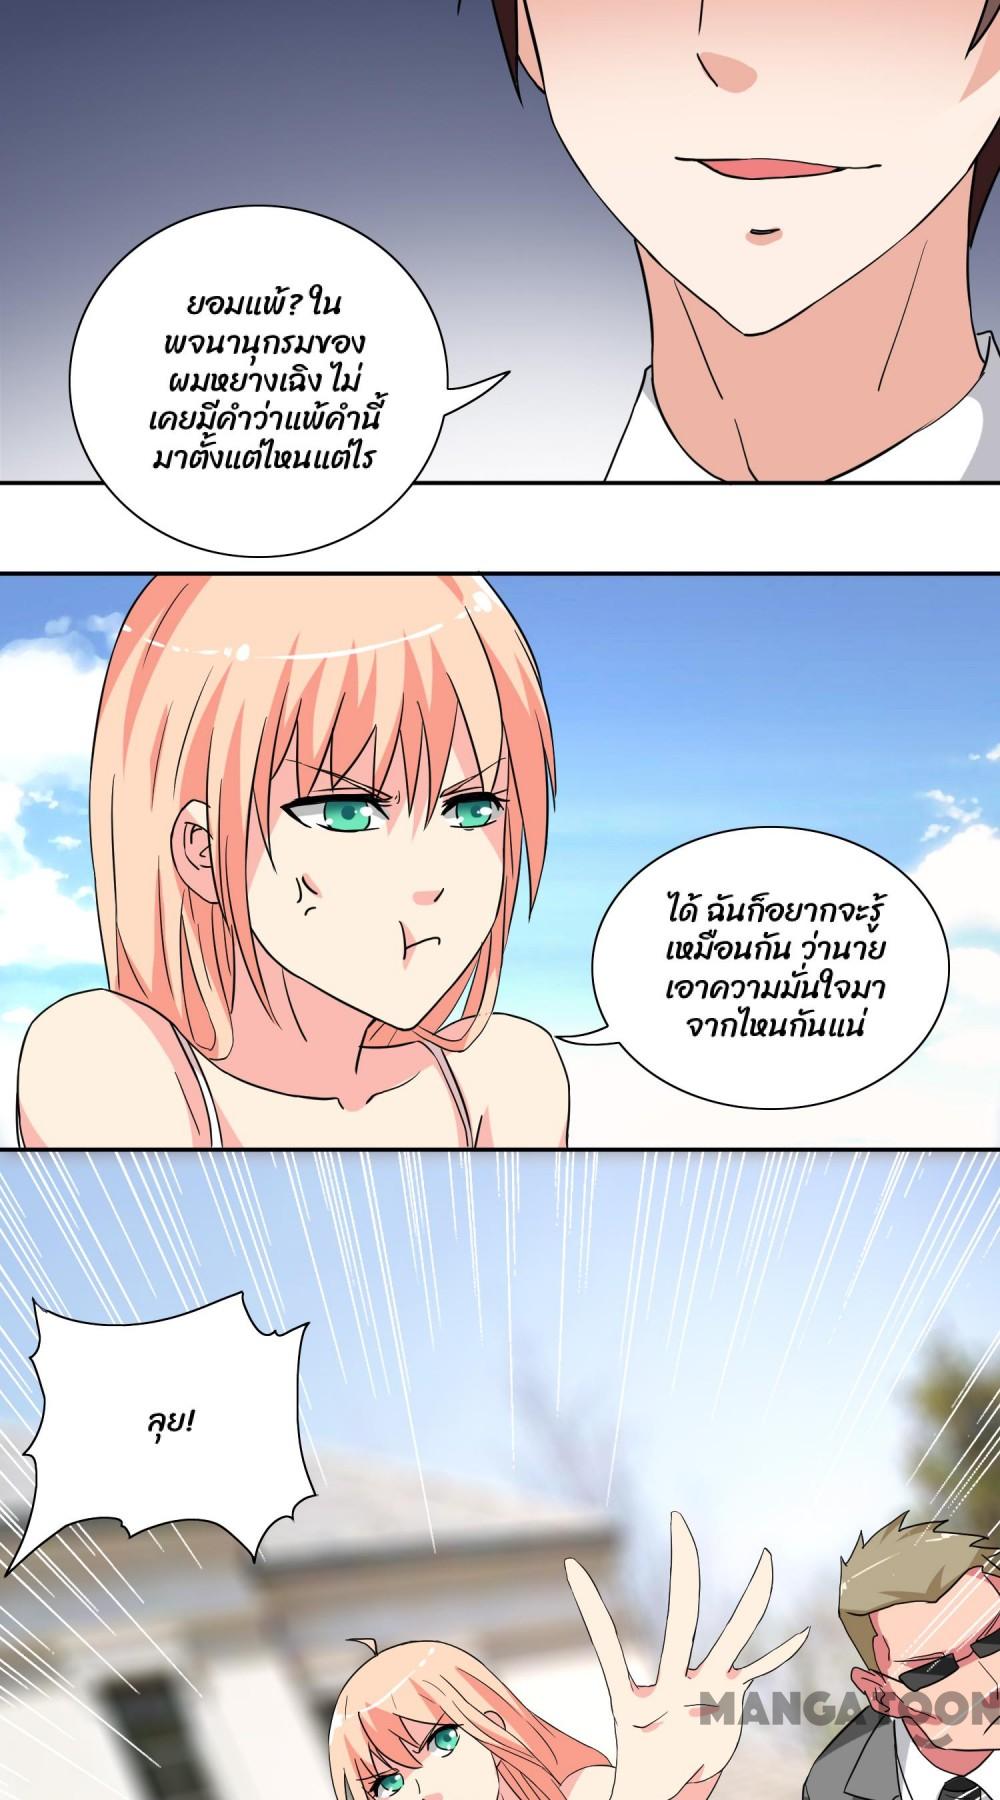 ยอมแพ้? ใน
พจนานุกรมของ
ผมหยางเฉิง ไม่
เคยมีคำว่าแพ้คำนี้
มาตั้งแต่ไหนแต่ไร
ได้ ฉันก็อยากจะรู้
เหมือนกัน ว่านาย
เอาความมั่นใจมา
จากไหนกันแน่
ลุย!
MANGATOON